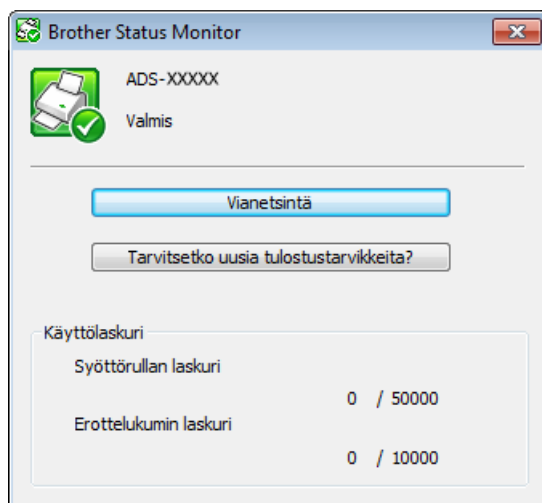 Brother Status Monitor
ADS-XXXXX
Valmis
Vianetsintä
Tarvitsetko uusia tulostustarvikkeita?
Käyttölaskuri
Syöttörullan laskuri
0 / 50000
Erottelukumin laskuri
0 / 10000